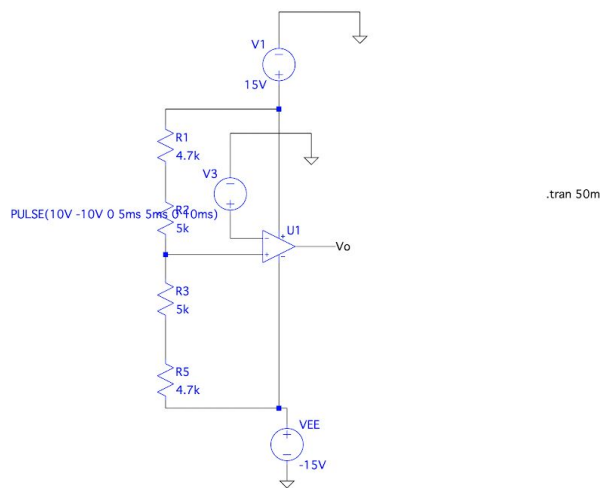 V1
15V
R1
4.7k
V3
PULSE(10V -10V 0 5ms 5ms 0 10ms)
R2
5k
U1
Vo
.tran 50m
R3
5k
R5
4.7k
VEE
-15V